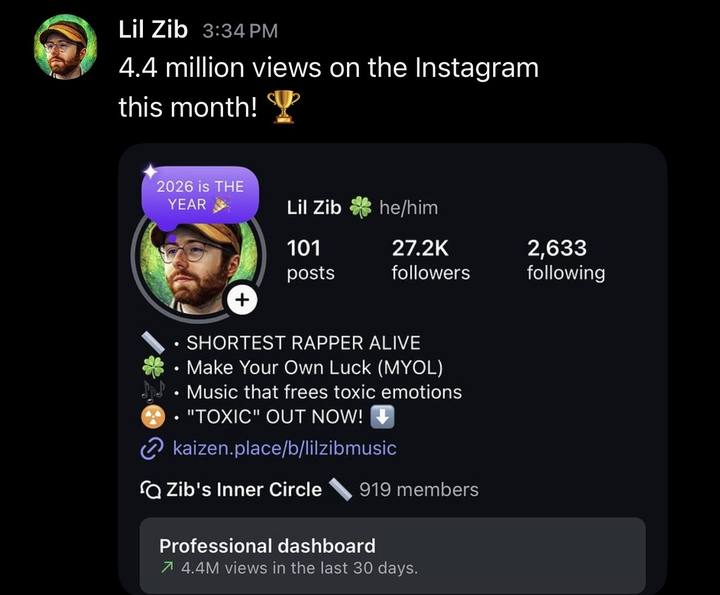 Lil Zib 3:34 PM
4.4 million views on the Instagram
this month! 🏆
2026 is THE
YEAR 🎉
Lil Zib 🍀 he/him
101 27.2K 2,633
posts followers following
📏 • SHORTEST RAPPER ALIVE
🍀 • Make Your Own Luck (MYOL)
🎶 • Music that frees toxic emotions
☢️ • "TOXIC" OUT NOW! ⬇️
kaizen.place/b/lilzibmusic
Zib's Inner Circle 📏 919 members
Professional dashboard
4.4M views in the last 30 days.